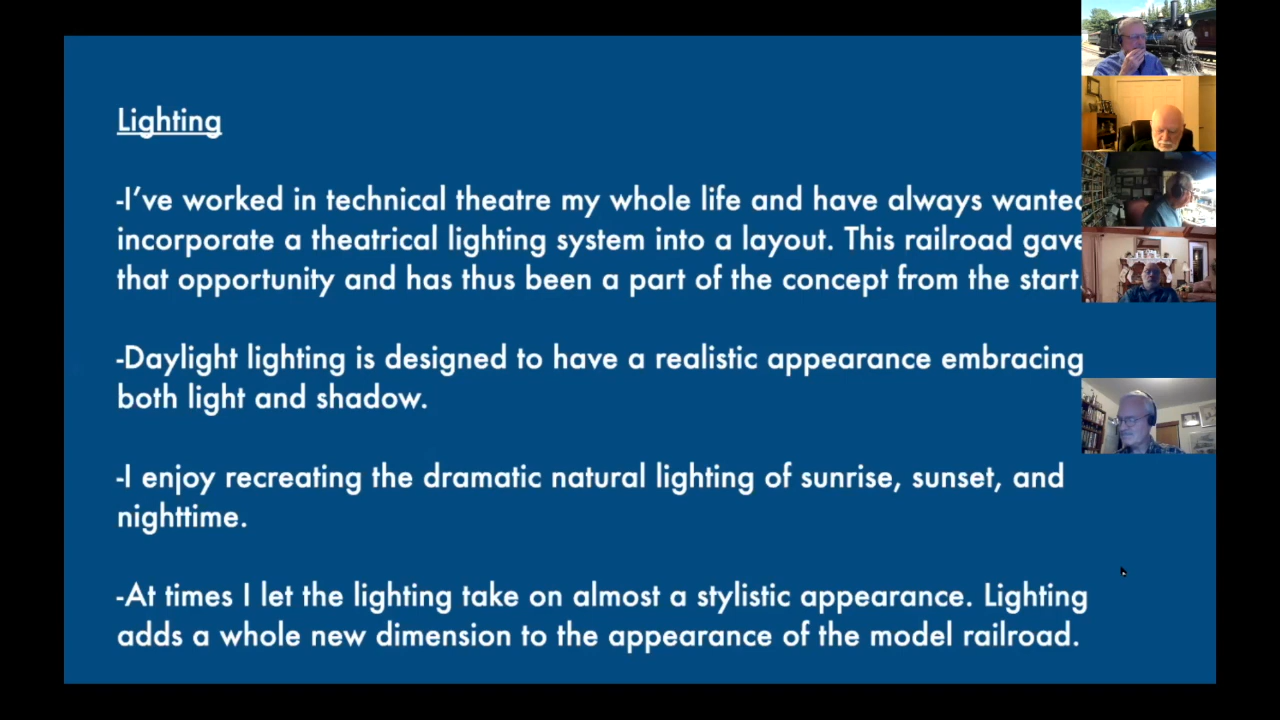 Lighting
-I've worked in technical theatre my whole life and have always wanted
incorporate a theatrical lighting system into a layout. This railroad gave
that opportunity and has thus been a part of the concept from the start.
-Daylight lighting is designed to have a realistic appearance embracing
both light and shadow.
-I enjoy recreating the dramatic natural lighting of sunrise, sunset, and
nighttime.
-At times I let the lighting take on almost a stylistic appearance. Lighting
adds a whole new dimension to the appearance of the model railroad.